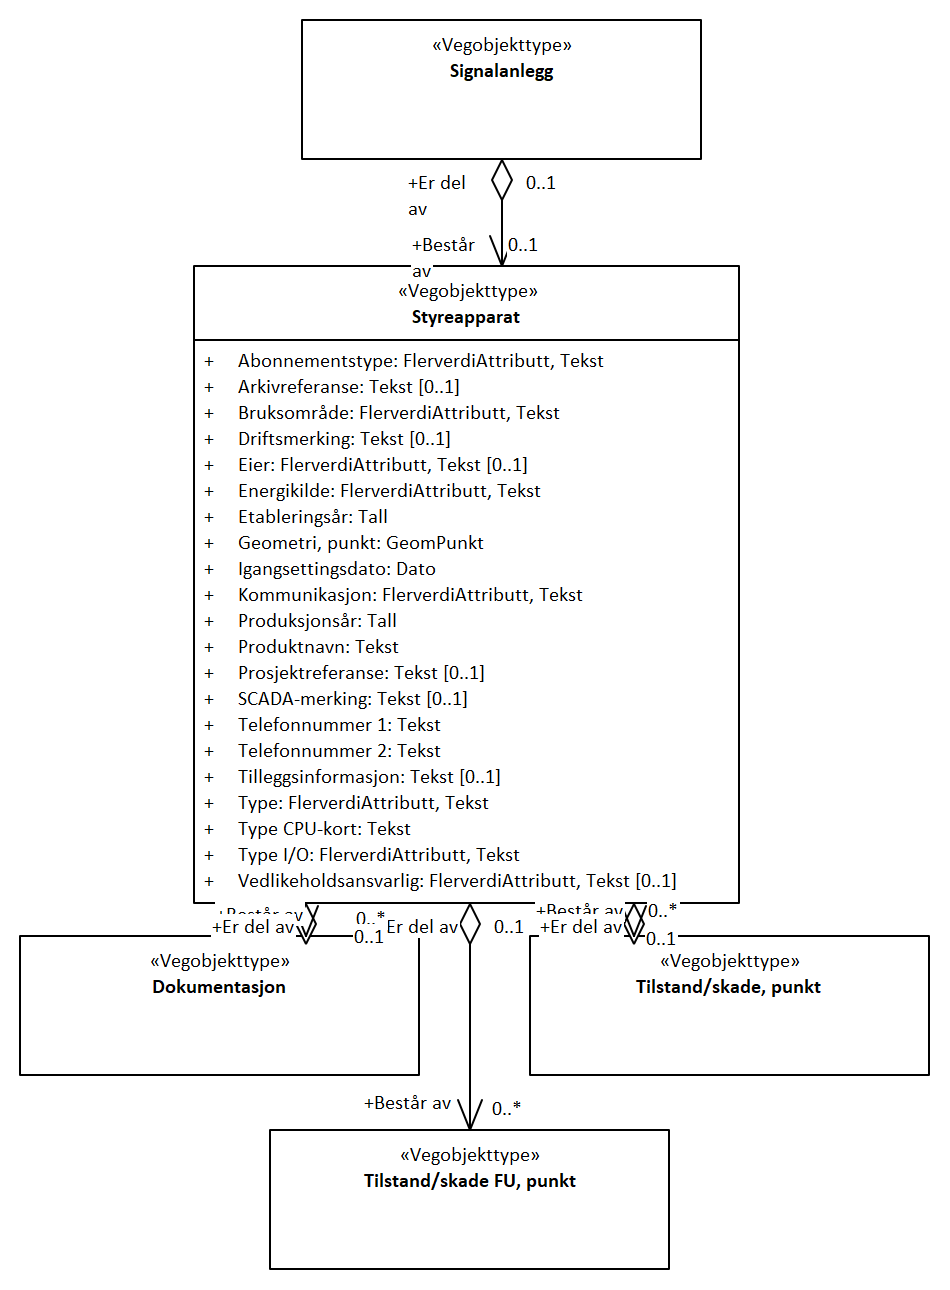 «Vegobjekttype»
Signalanlegg
+Er del
av
0..1
+Består
av
0..1
«Vegobjekttype»
Styreapparat
+ Abonnementstype: FlerverdiAttributt, Tekst
+ Arkivreferanse: Tekst [0..1]
+ Bruksområde: FlerverdiAttributt, Tekst
+ Driftsmerking: Tekst [0..1]
+ Eier: FlerverdiAttributt, Tekst [0..1]
+ Energikilde: FlerverdiAttributt, Tekst
+ Etableringsår: Tall
+ Geometri, punkt: GeomPunkt
+ Igangsettingsdato: Dato
+ Kommunikasjon: FlerverdiAttributt, Tekst
+ Produksjonsår: Tall
+ Produktnavn: Tekst
+ Prosjektreferanse: Tekst [0..1]
+ SCADA-merking: Tekst [0..1]
+ Telefonnummer 1: Tekst
+ Telefonnummer 2: Tekst
+ Tilleggsinformasjon: Tekst [0..1]
+ Type: FlerverdiAttributt, Tekst
+ Type CPU-kort: Tekst
+ Type I/O: FlerverdiAttributt, Tekst
+ Vedlikeholdsansvarlig: FlerverdiAttributt, Tekst [0..1]
+Består av
0..*
+Er del av
0..1
Er del av
0..1
+Består av
0..*
+Er del av
0..1
«Vegobjekttype»
Dokumentasjon
«Vegobjekttype»
Tilstand/skade, punkt
+Består av
0..*
«Vegobjekttype»
Tilstand/skade FU, punkt